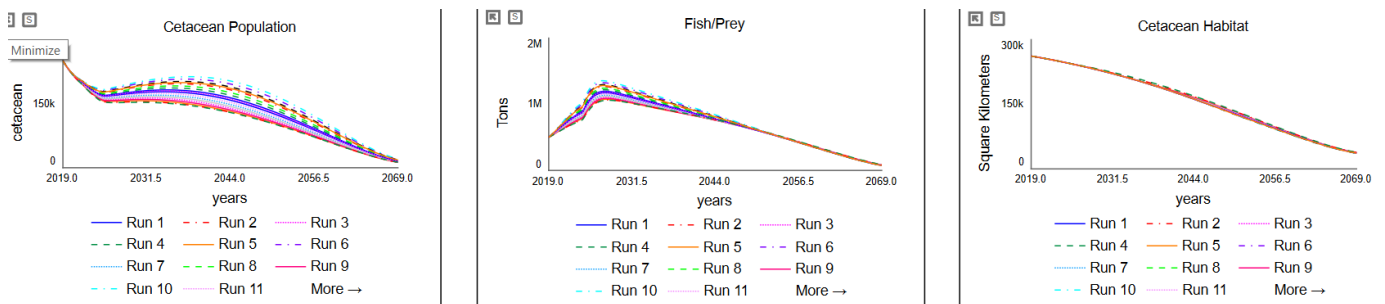 S
Cetacean Population
Minimize
cetacean
150k
0
2019.0 2031.5 2044.0 2056.5 2069.0
years
Run 1 Run 2 Run 3
Run 4 Run 5 Run 6
Run 7 Run 8 Run 9
Run 10 Run 11 More →
S
Fish/Prey
Tons
2M
1M
0
2019.0 2031.5 2044.0 2056.5 2069.0
years
Run 1 Run 2 Run 3
Run 4 Run 5 Run 6
Run 7 Run 8 Run 9
Run 10 Run 11 More →
S
Cetacean Habitat
Square Kilometers
300k
150k
0
2019.0 2031.5 2044.0 2056.5 2069.0
years
Run 1 Run 2 Run 3
Run 4 Run 5 Run 6
Run 7 Run 8 Run 9
Run 10 Run 11 More →